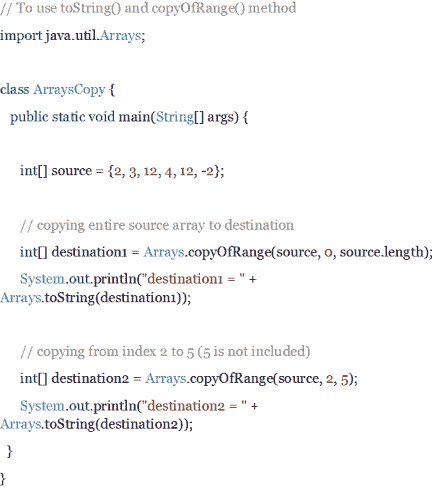 // To use toString() and copyOfRange() method
import java.util.Arrays;
class ArraysCopy {
public static void main(String[] args) {
int[] source = {2, 3, 12, 4, 12, -2};
// copying entire source array to destination
int[] destination1 = Arrays.copyOfRange(source, 0, source.length);
System.out.println("destination1 = " +
Arrays.toString(destination1));
// copying from index 2 to 5 (5 is not included)
int[] destination2 = Arrays.copyOfRange(source, 2, 5);
System.out.println("destination2 = " +
Arrays.toString(destination2));
}
}